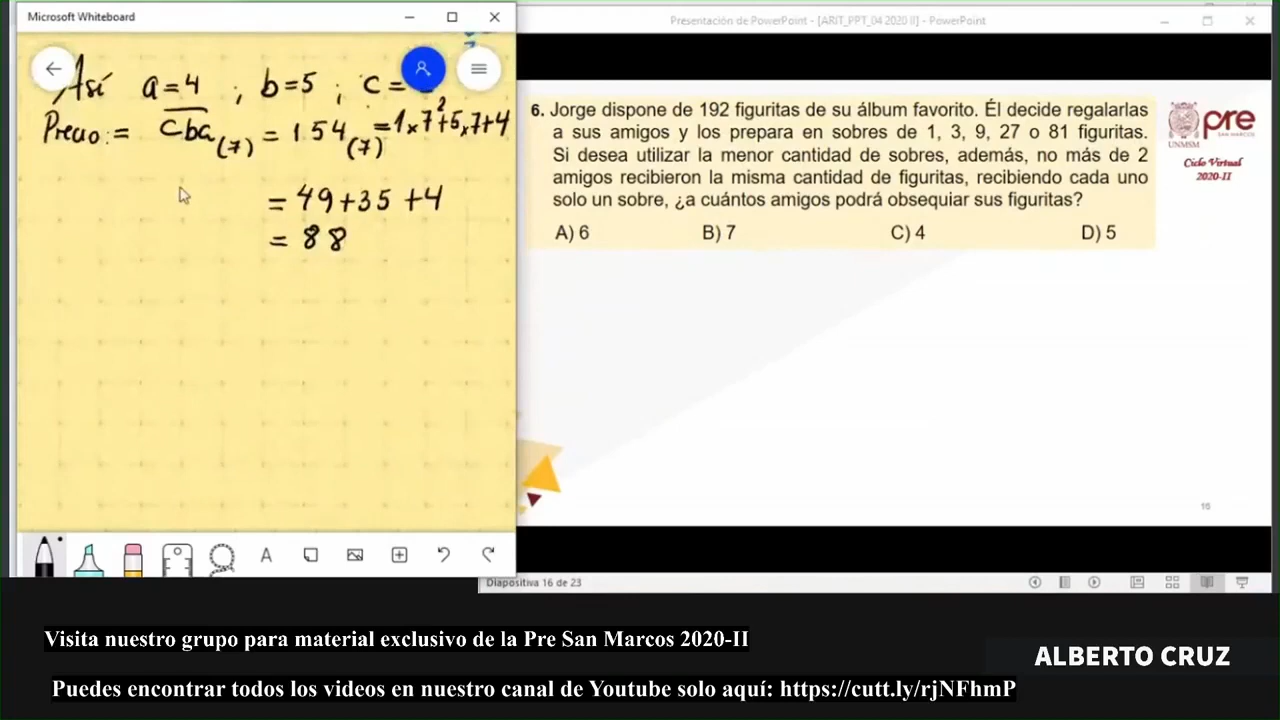 Microsoft Whiteboard
Presentación de PowerPoint - [ARIT_PPT_04 2020 II] - PowerPoint
Así a=4 ; b=5 ; c=
Precio = cba(7) = 154(7) = 1×7²+5×7+4
= 49+35+4
= 88
6. Jorge dispone de 192 figuritas de su álbum favorito. Él decide regalarlas
a sus amigos y los prepara en sobres de 1, 3, 9, 27 o 81 figuritas.
Si desea utilizar la menor cantidad de sobres, además, no más de 2
amigos recibieron la misma cantidad de figuritas, recibiendo cada uno
solo un sobre, ¿a cuántos amigos podrá obsequiar sus figuritas?
A) 6 B) 7 C) 4 D) 5
pre
SAN MARCOS
UNMSM
Ciclo Virtual
2020-II
16
A
Diapositiva 16 de 23
Visita nuestro grupo para material exclusivo de la Pre San Marcos 2020-II
ALBERTO CRUZ
Puedes encontrar todos los videos en nuestro canal de Youtube solo aquí: https://cutt.ly/rjNFhmP